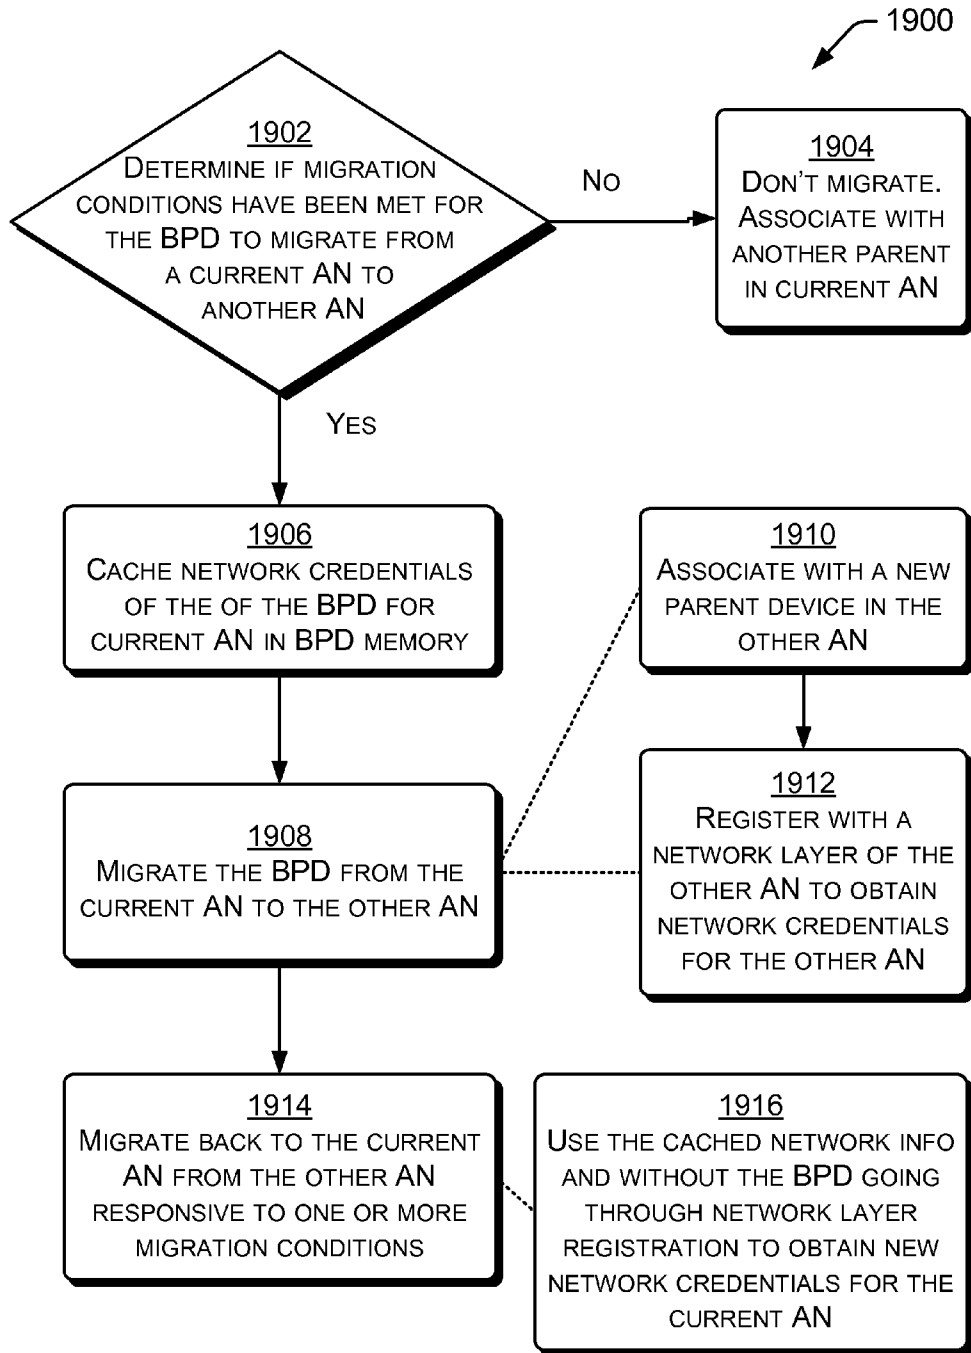 1900
1902
DETERMINE IF MIGRATION
CONDITIONS HAVE BEEN MET FOR
THE BPD TO MIGRATE FROM
A CURRENT AN TO
ANOTHER AN
NO
1904
DON'T MIGRATE.
ASSOCIATE WITH
ANOTHER PARENT
IN CURRENT AN
YES
1906
CACHE NETWORK CREDENTIALS
OF THE OF THE BPD FOR
CURRENT AN IN BPD MEMORY
1910
ASSOCIATE WITH A NEW
PARENT DEVICE IN THE
OTHER AN
1908
MIGRATE THE BPD FROM THE
CURRENT AN TO THE OTHER AN
1912
REGISTER WITH A
NETWORK LAYER OF THE
OTHER AN TO OBTAIN
NETWORK CREDENTIALS
FOR THE OTHER AN
1914
MIGRATE BACK TO THE CURRENT
AN FROM THE OTHER AN
RESPONSIVE TO ONE OR MORE
MIGRATION CONDITIONS
1916
USE THE CACHED NETWORK INFO
AND WITHOUT THE BPD GOING
THROUGH NETWORK LAYER
REGISTRATION TO OBTAIN NEW
NETWORK CREDENTIALS FOR THE
CURRENT AN